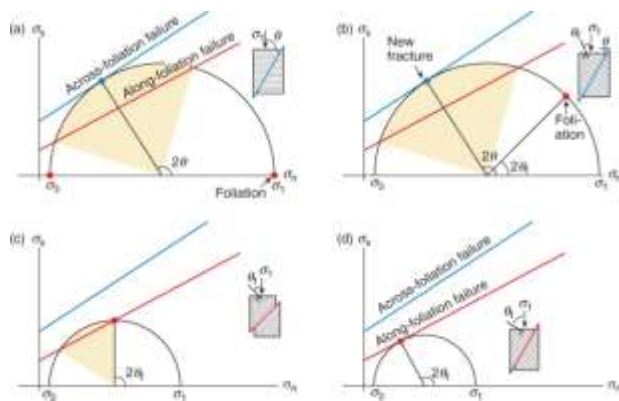 (a) σs
Across-foliation failure
Along-foliation failure
σ1 θ
2θ
σ3
Foliation
σ1
σn
(b) σs
New
fracture
θf σ1 θ
Foli-
ation
2θ
2θf
σ3
σ1
σn
(c) σs
θf σ1
2θf
σ3
σ1
σn
(d) σs
Across-foliation failure
Along-foliation failure
θf σ1
2θf
σ3
σ1